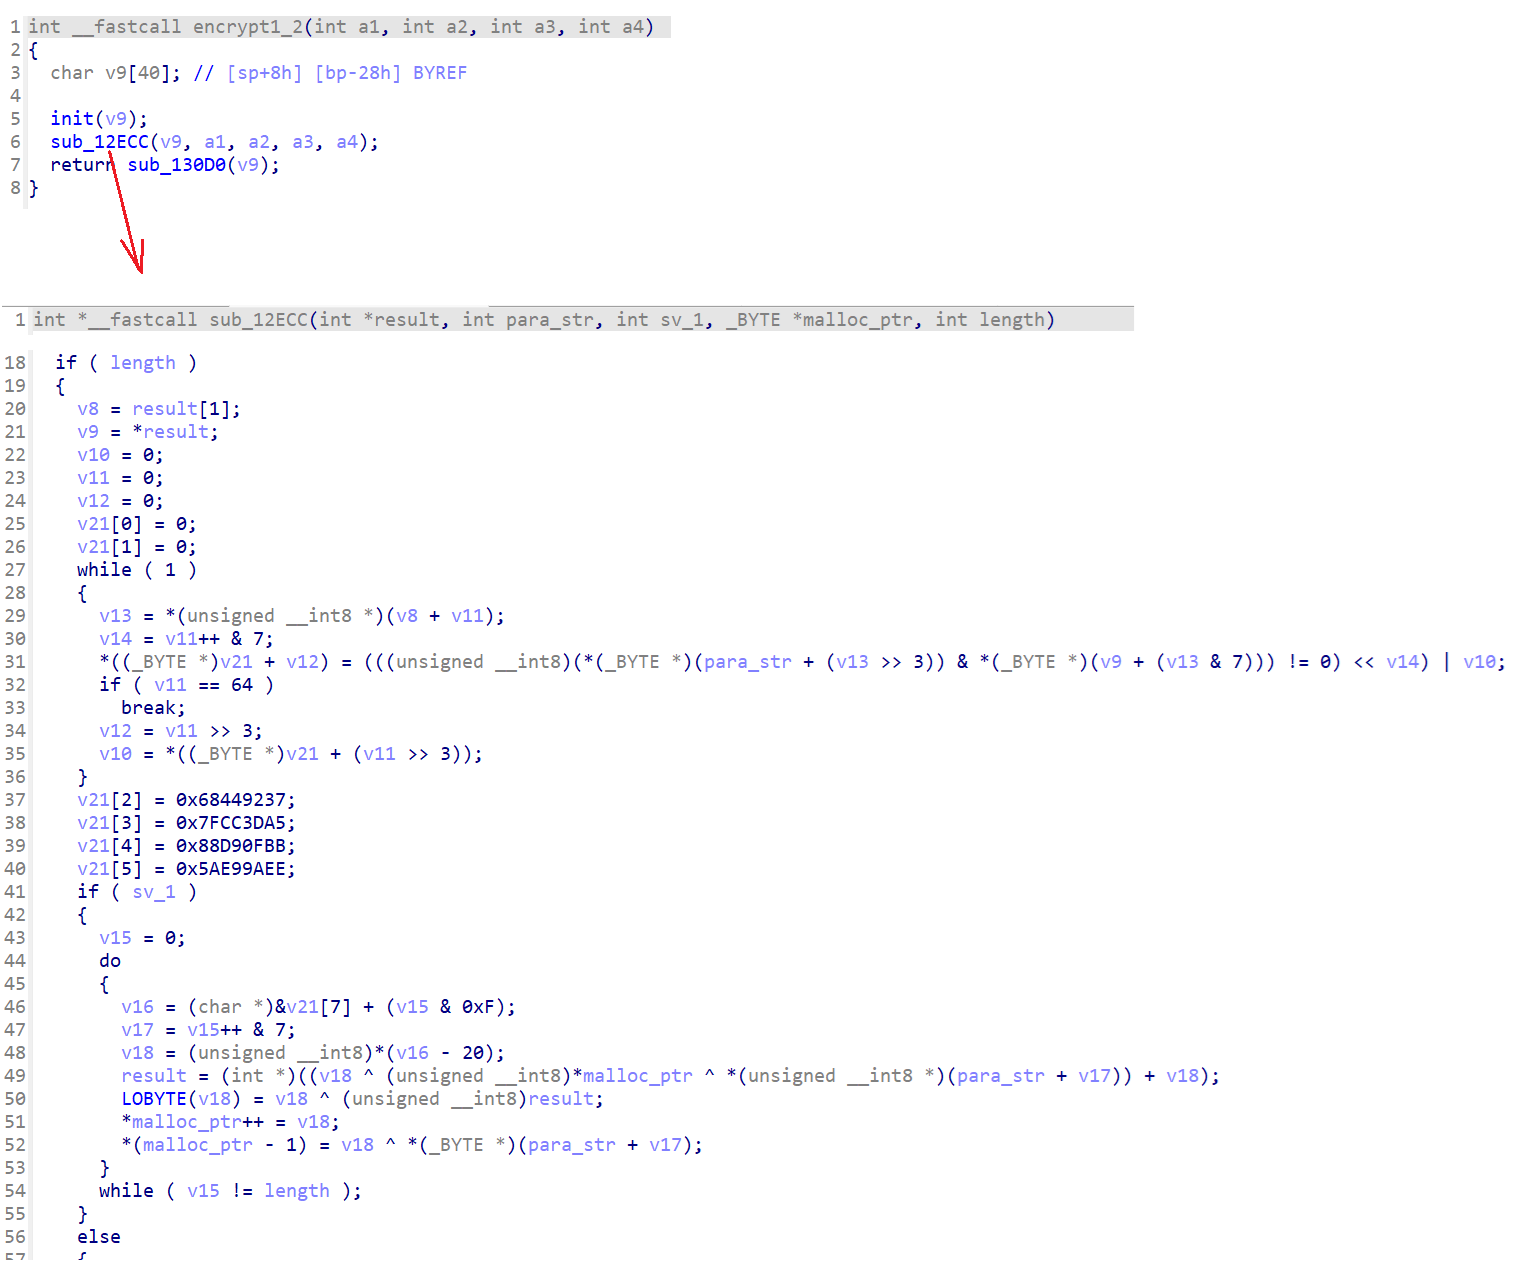 1 int __fastcall encrypt1_2(int a1, int a2, int a3, int a4)
2 {
3 char v9[40]; // [sp+8h] [bp-28h] BYREF
4
5 init(v9);
6 sub_12ECC(v9, a1, a2, a3, a4);
7 return sub_130D0(v9);
8 }
1 int *__fastcall sub_12ECC(int *result, int para_str, int sv_1, _BYTE *malloc_ptr, int length)
18 if ( length )
19 {
20 v8 = result[1];
21 v9 = *result;
22 v10 = 0;
23 v11 = 0;
24 v12 = 0;
25 v21[0] = 0;
26 v21[1] = 0;
27 while ( 1 )
28 {
29 v13 = *(unsigned __int8 *)(v8 + v11);
30 v14 = v11++ & 7;
31 *((_BYTE *)v21 + v12) = (((unsigned __int8)(*(_BYTE *)(para_str + (v13 >> 3)) & *(_BYTE *)(v9 + (v13 & 7))) != 0) << v14) | v10;
32 if ( v11 == 64 )
33 break;
34 v12 = v11 >> 3;
35 v10 = *((_BYTE *)v21 + (v11 >> 3));
36 }
37 v21[2] = 0x68449237;
38 v21[3] = 0x7FCC3DA5;
39 v21[4] = 0x88D90FBB;
40 v21[5] = 0x5AE99AEE;
41 if ( sv_1 )
42 {
43 v15 = 0;
44 do
45 {
46 v16 = (char *)&v21[7] + (v15 & 0xF);
47 v17 = v15++ & 7;
48 v18 = (unsigned __int8)*(v16 - 20);
49 result = (int *)((v18 ^ (unsigned __int8)*malloc_ptr ^ *(unsigned __int8 *)(para_str + v17)) + v18);
50 LOBYTE(v18) = v18 ^ (unsigned __int8)result;
51 *malloc_ptr++ = v18;
52 *(malloc_ptr - 1) = v18 ^ *(_BYTE *)(para_str + v17);
53 }
54 while ( v15 != length );
55 }
56 else
57 {